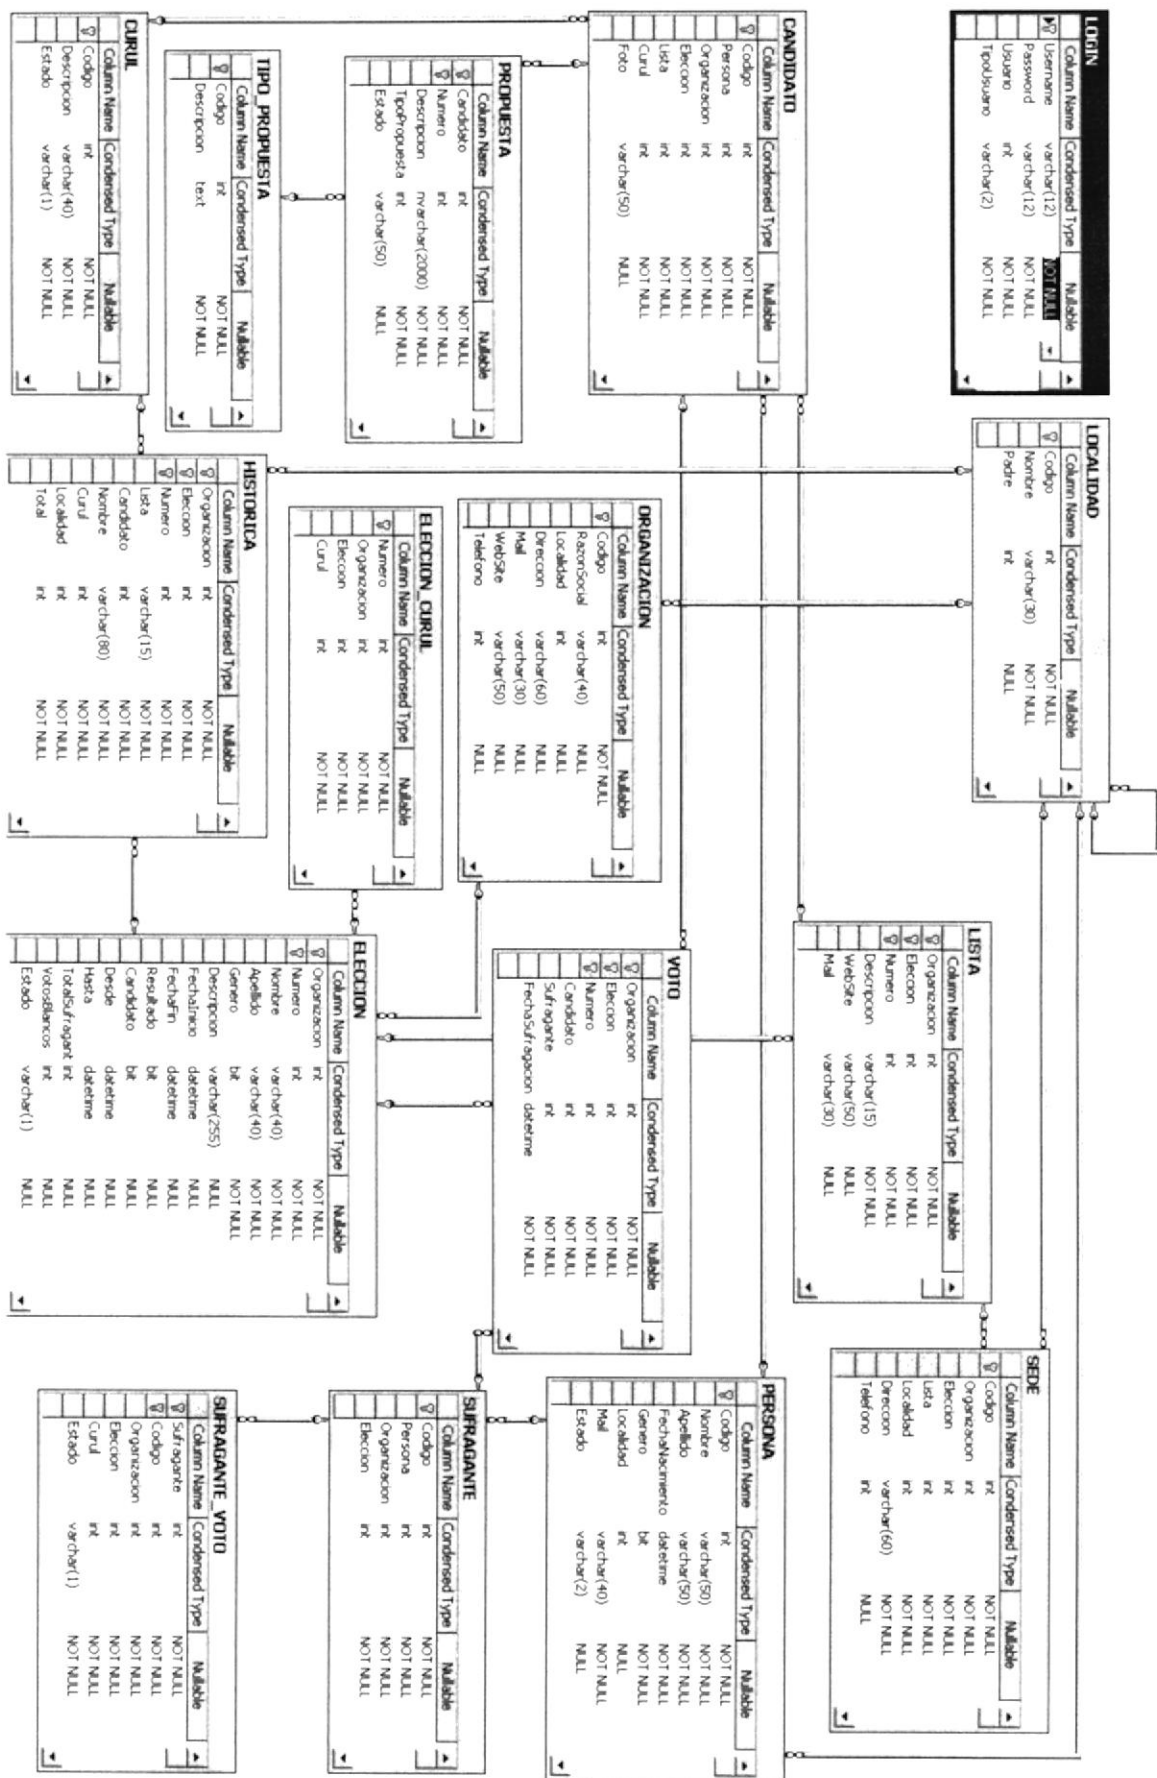 LOGIN
Column Name Condensed Type Nullable
Username varchar(12) NOT NULL
Password varchar(12) NOT NULL
Usuario int NOT NULL
TipoUsuario varchar(2) NOT NULL
LOCALIDAD
Column Name Condensed Type Nullable
Codigo int NOT NULL
Nombre varchar(30) NOT NULL
Padre int NULL
LISTA
Column Name Condensed Type Nullable
Organizacion int NOT NULL
Eleccion int NOT NULL
Numero int NOT NULL
Descripcion varchar(15) NOT NULL
WebSite varchar(50) NULL
Mail varchar(30) NULL
SEDE
Column Name Condensed Type Nullable
Codigo int NOT NULL
Organizacion int NOT NULL
Eleccion int NOT NULL
Lista int NOT NULL
Localidad int NOT NULL
Direccion varchar(60) NOT NULL
Telefono int NULL
CANDIDATO
Column Name Condensed Type Nullable
Codigo int NOT NULL
Persona int NOT NULL
Organizacion int NOT NULL
Eleccion int NOT NULL
Lista int NOT NULL
Curul int NOT NULL
Foto varchar(50) NULL
PERSONA
Column Name Condensed Type Nullable
Codigo int NOT NULL
Nombre varchar(50) NOT NULL
Apellido varchar(50) NOT NULL
FechaNacimiento datetime NOT NULL
Genero bit NOT NULL
Localidad int NULL
Mail varchar(40) NOT NULL
Estado varchar(2) NULL
PROPUESTA
Column Name Condensed Type Nullable
Candidato int NOT NULL
Numero int NOT NULL
Descripcion nvarchar(2000) NOT NULL
TipoPropuesta int NOT NULL
Estado varchar(50) NULL
ORGANIZACION
Column Name Condensed Type Nullable
Codigo int NOT NULL
RazonSocial varchar(40) NULL
Localidad int NULL
Direccion varchar(60) NULL
Mail varchar(30) NULL
WebSite varchar(50) NULL
Telefono int NULL
VOTO
Column Name Condensed Type Nullable
Organizacion int NOT NULL
Eleccion int NOT NULL
Numero int NOT NULL
Candidato int NOT NULL
Sufragante int NOT NULL
FechaSufragacion datetime NOT NULL
SUFRAGANTE
Column Name Condensed Type Nullable
Codigo int NOT NULL
Persona int NOT NULL
Organizacion int NOT NULL
Eleccion int NOT NULL
TIPO_PROPUESTA
Column Name Condensed Type Nullable
Codigo int NOT NULL
Descripcion text NOT NULL
ELECCION_CURUL
Column Name Condensed Type Nullable
Numero int NOT NULL
Organizacion int NOT NULL
Eleccion int NOT NULL
Curul int NOT NULL
ELECCION
Column Name Condensed Type Nullable
Organizacion int NOT NULL
Numero int NOT NULL
Nombre varchar(40) NOT NULL
Apellido varchar(40) NOT NULL
Genero bit NOT NULL
Descripcion varchar(255) NULL
FechaInicio datetime NULL
FechaFin datetime NULL
Resultado bit NULL
Candidato bit NULL
Desde datetime NULL
Hasta datetime NULL
TotalSufragant int NULL
VotosBlancos int NULL
Estado varchar(1) NULL
SUFRAGANTE_VOTO
Column Name Condensed Type Nullable
Sufragante int NOT NULL
Codigo int NOT NULL
Organizacion int NOT NULL
Eleccion int NOT NULL
Curul int NOT NULL
Estado varchar(1) NOT NULL
CURUL
Column Name Condensed Type Nullable
Codigo int NOT NULL
Descripcion varchar(40) NOT NULL
Estado varchar(1) NOT NULL
HISTORICA
Column Name Condensed Type Nullable
Organizacion int NOT NULL
Eleccion int NOT NULL
Numero int NOT NULL
Lista varchar(15) NOT NULL
Candidato int NOT NULL
Nombre varchar(80) NOT NULL
Curul int NOT NULL
Localidad int NOT NULL
Total int NOT NULL